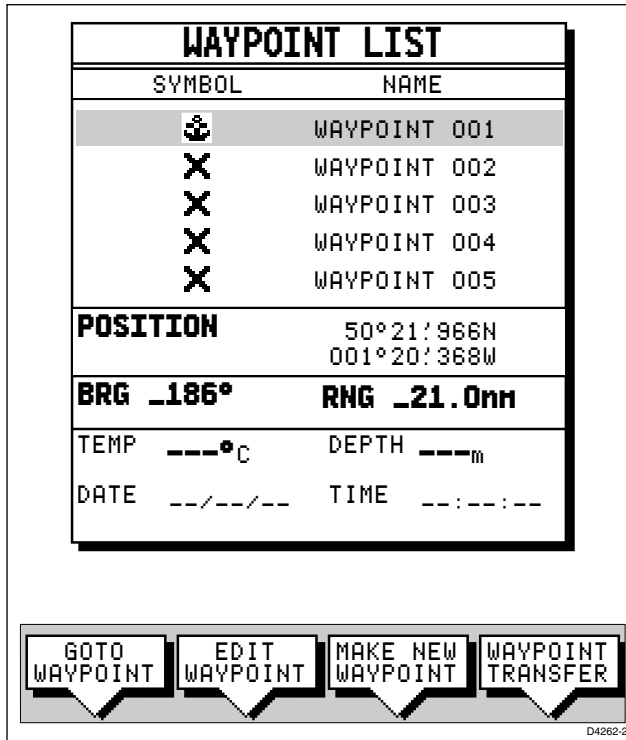 WAYPOINT LIST
SYMBOL NAME
WAYPOINT 001
WAYPOINT 002
WAYPOINT 003
WAYPOINT 004
WAYPOINT 005
POSITION 50°21.'966N
001°20.'368W
BRG _186° RNG _21.0nm
TEMP ---°C DEPTH ---m
DATE --/--/-- TIME --:--:--
GOTO WAYPOINT
EDIT WAYPOINT
MAKE NEW WAYPOINT
WAYPOINT TRANSFER
D4262-2